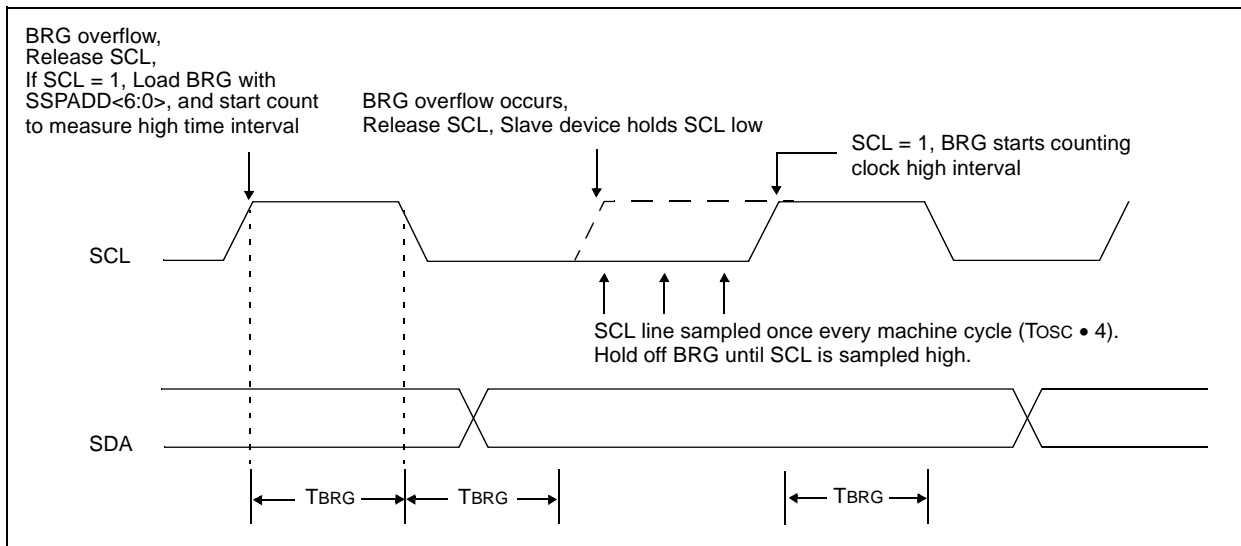 BRG overflow,
Release SCL,
If SCL = 1, Load BRG with
SSPADD<6:0>, and start count
to measure high time interval
BRG overflow occurs,
Release SCL, Slave device holds SCL low
SCL = 1, BRG starts counting
clock high interval
SCL
SCL line sampled once every machine cycle (TOSC • 4).
Hold off BRG until SCL is sampled high.
SDA
TBRG
TBRG
TBRG